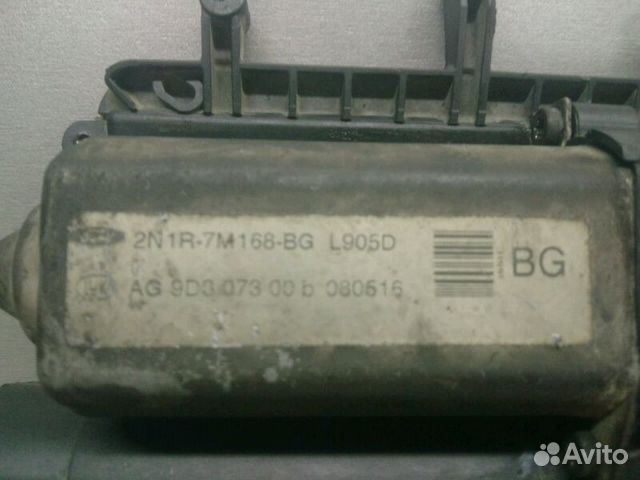 2N1R-7M168-BG L905D
AG 9D3 073 00 b 080516
BG
Avito